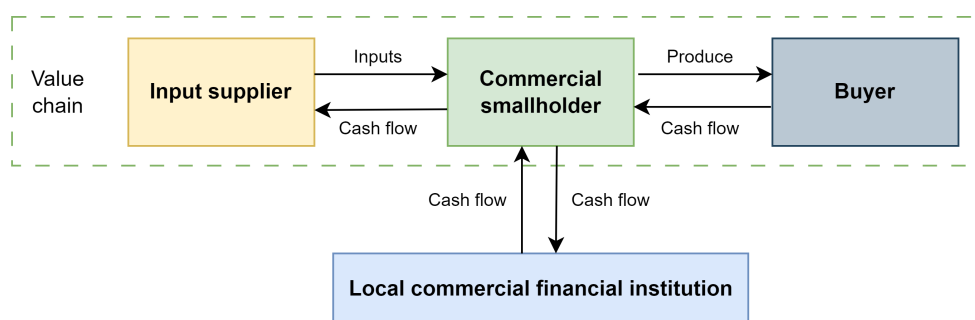 Value
chain
Input supplier
Inputs
Cash flow
Commercial
smallholder
Produce
Cash flow
Buyer
Cash flow
Cash flow
Local commercial financial institution